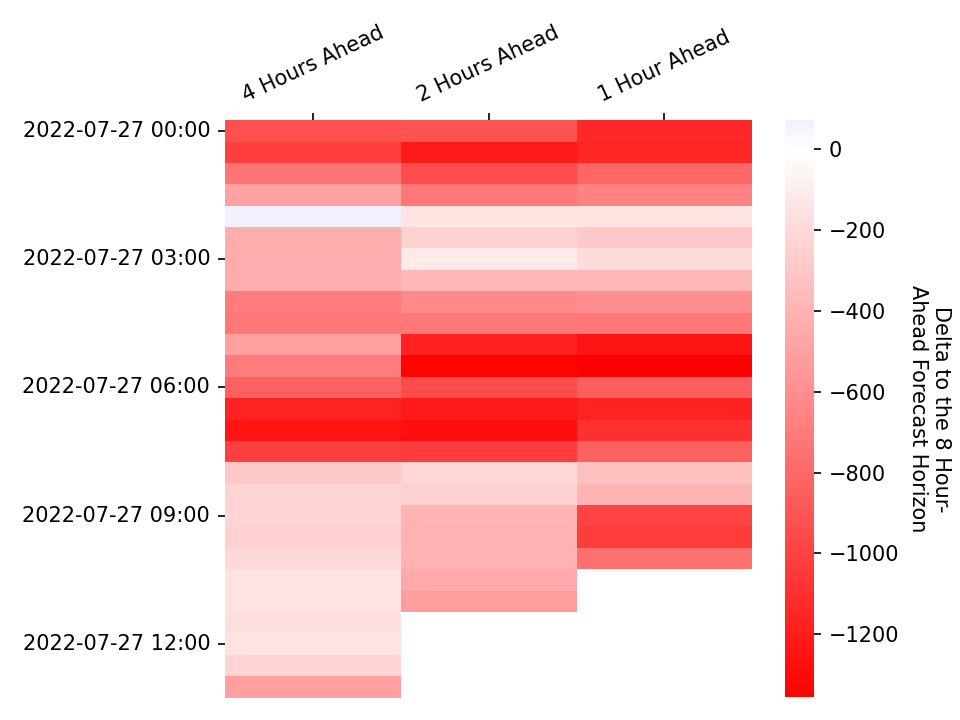 4 Hours Ahead
2 Hours Ahead
1 Hour Ahead
2022-07-27 00:00
2022-07-27 03:00
2022-07-27 06:00
2022-07-27 09:00
2022-07-27 12:00
0
−200
−400
−600
−800
−1000
−1200
Delta to the 8 Hour-
Ahead Forecast Horizon